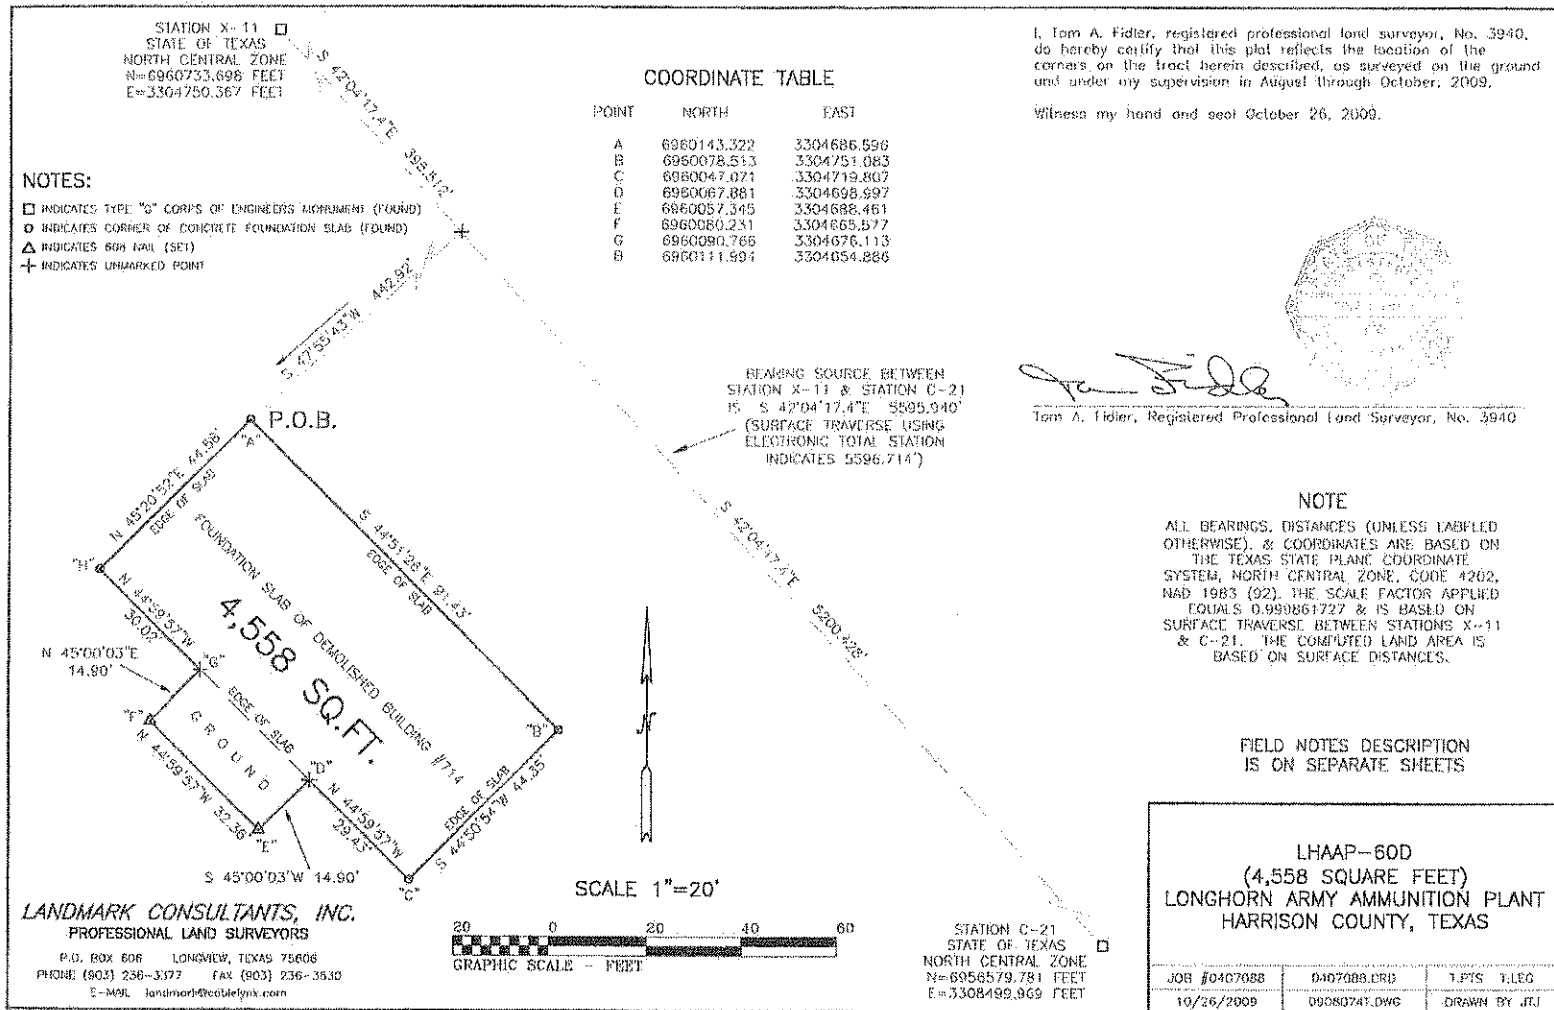 STATION X-11
STATE OF TEXAS
NORTH CENTRAL ZONE
N=6960733.698 FEET
E=3304750.367 FEET
S 42°04'17.4"E 395.512'
COORDINATE TABLE
POINT NORTH EAST
A 6960143.322 3304686.596
B 6960078.513 3304751.083
C 6960047.071 3304719.807
D 6960067.881 3304698.997
E 6960057.345 3304688.461
F 6960080.231 3304665.577
G 6960090.766 3304676.113
B 6960111.994 3304654.886
I, Tom A. Fidler, registered professional land surveyor, No. 3940,
do hereby certify that this plat reflects the location of the
corners on the tract herein described, as surveyed on the ground
and under my supervision in August through October, 2009.
Witness my hand and seal October 26, 2009.
NOTES:
INDICATES TYPE "G" CORPS OF ENGINEERS MONUMENT (FOUND)
INDICATES CORNER OF CONCRETE FOUNDATION SLAB (FOUND)
INDICATES 60d NAIL (SET)
INDICATES UNMARKED POINT
S 47°55'43"W 442.92'
BEARING SOURCE BETWEEN
STATION X-11 & STATION C-21
IS S 42°04'17.4"E 5595.940'
(SURFACE TRAVERSE USING
ELECTRONIC TOTAL STATION
INDICATES 5596.714')
Tom A. Fidler, Registered Professional Land Surveyor, No. 3940
P.O.B.
"A"
N 45°20'52"E 44.58'
EDGE OF SLAB
S 44°51'26"E 91.43'
EDGE OF SLAB
S 42°04'17.4"E 5200.428'
NOTE
ALL BEARINGS, DISTANCES (UNLESS LABELED
OTHERWISE), & COORDINATES ARE BASED ON
THE TEXAS STATE PLANE COORDINATE
SYSTEM, NORTH CENTRAL ZONE, CODE 4202,
NAD 1983 (92). THE SCALE FACTOR APPLIED
EQUALS 0.999861727 & IS BASED ON
SURFACE TRAVERSE BETWEEN STATIONS X-11
& C-21. THE COMPUTED LAND AREA IS
BASED ON SURFACE DISTANCES.
"H"
FOUNDATION SLAB OF DEMOLISHED BUILDING #714
4,558 SQ.FT.
N 44°59'57"W
30.02'
N 45°00'03"E
14.90'
"G"
EDGE OF SLAB
"F"
GROUND
N 44°59'57"W 32.36'
"D"
"B"
N
N 44°59'57"W
29.43'
EDGE OF SLAB
S 44°50'54"W 44.35'
"E"
S 45°00'03"W 14.90'
"C"
FIELD NOTES DESCRIPTION
IS ON SEPARATE SHEETS
SCALE 1"=20'
20 0 20 40 60
GRAPHIC SCALE - FEET
LANDMARK CONSULTANTS, INC.
PROFESSIONAL LAND SURVEYORS
P.O. BOX 606 LONGVIEW, TEXAS 75606
PHONE (903) 236-3377 FAX (903) 236-3530
E-MAIL landmark@cablelynx.com
STATION C-21
STATE OF TEXAS
NORTH CENTRAL ZONE
N=6956579.781 FEET
E=3308499.969 FEET
LHAAP-60D
(4,558 SQUARE FEET)
LONGHORN ARMY AMMUNITION PLANT
HARRISON COUNTY, TEXAS
JOB #0407088 0407088.CRD T.PTS T.LEG
10/26/2009 0908074T.DWG DRAWN BY JTJ